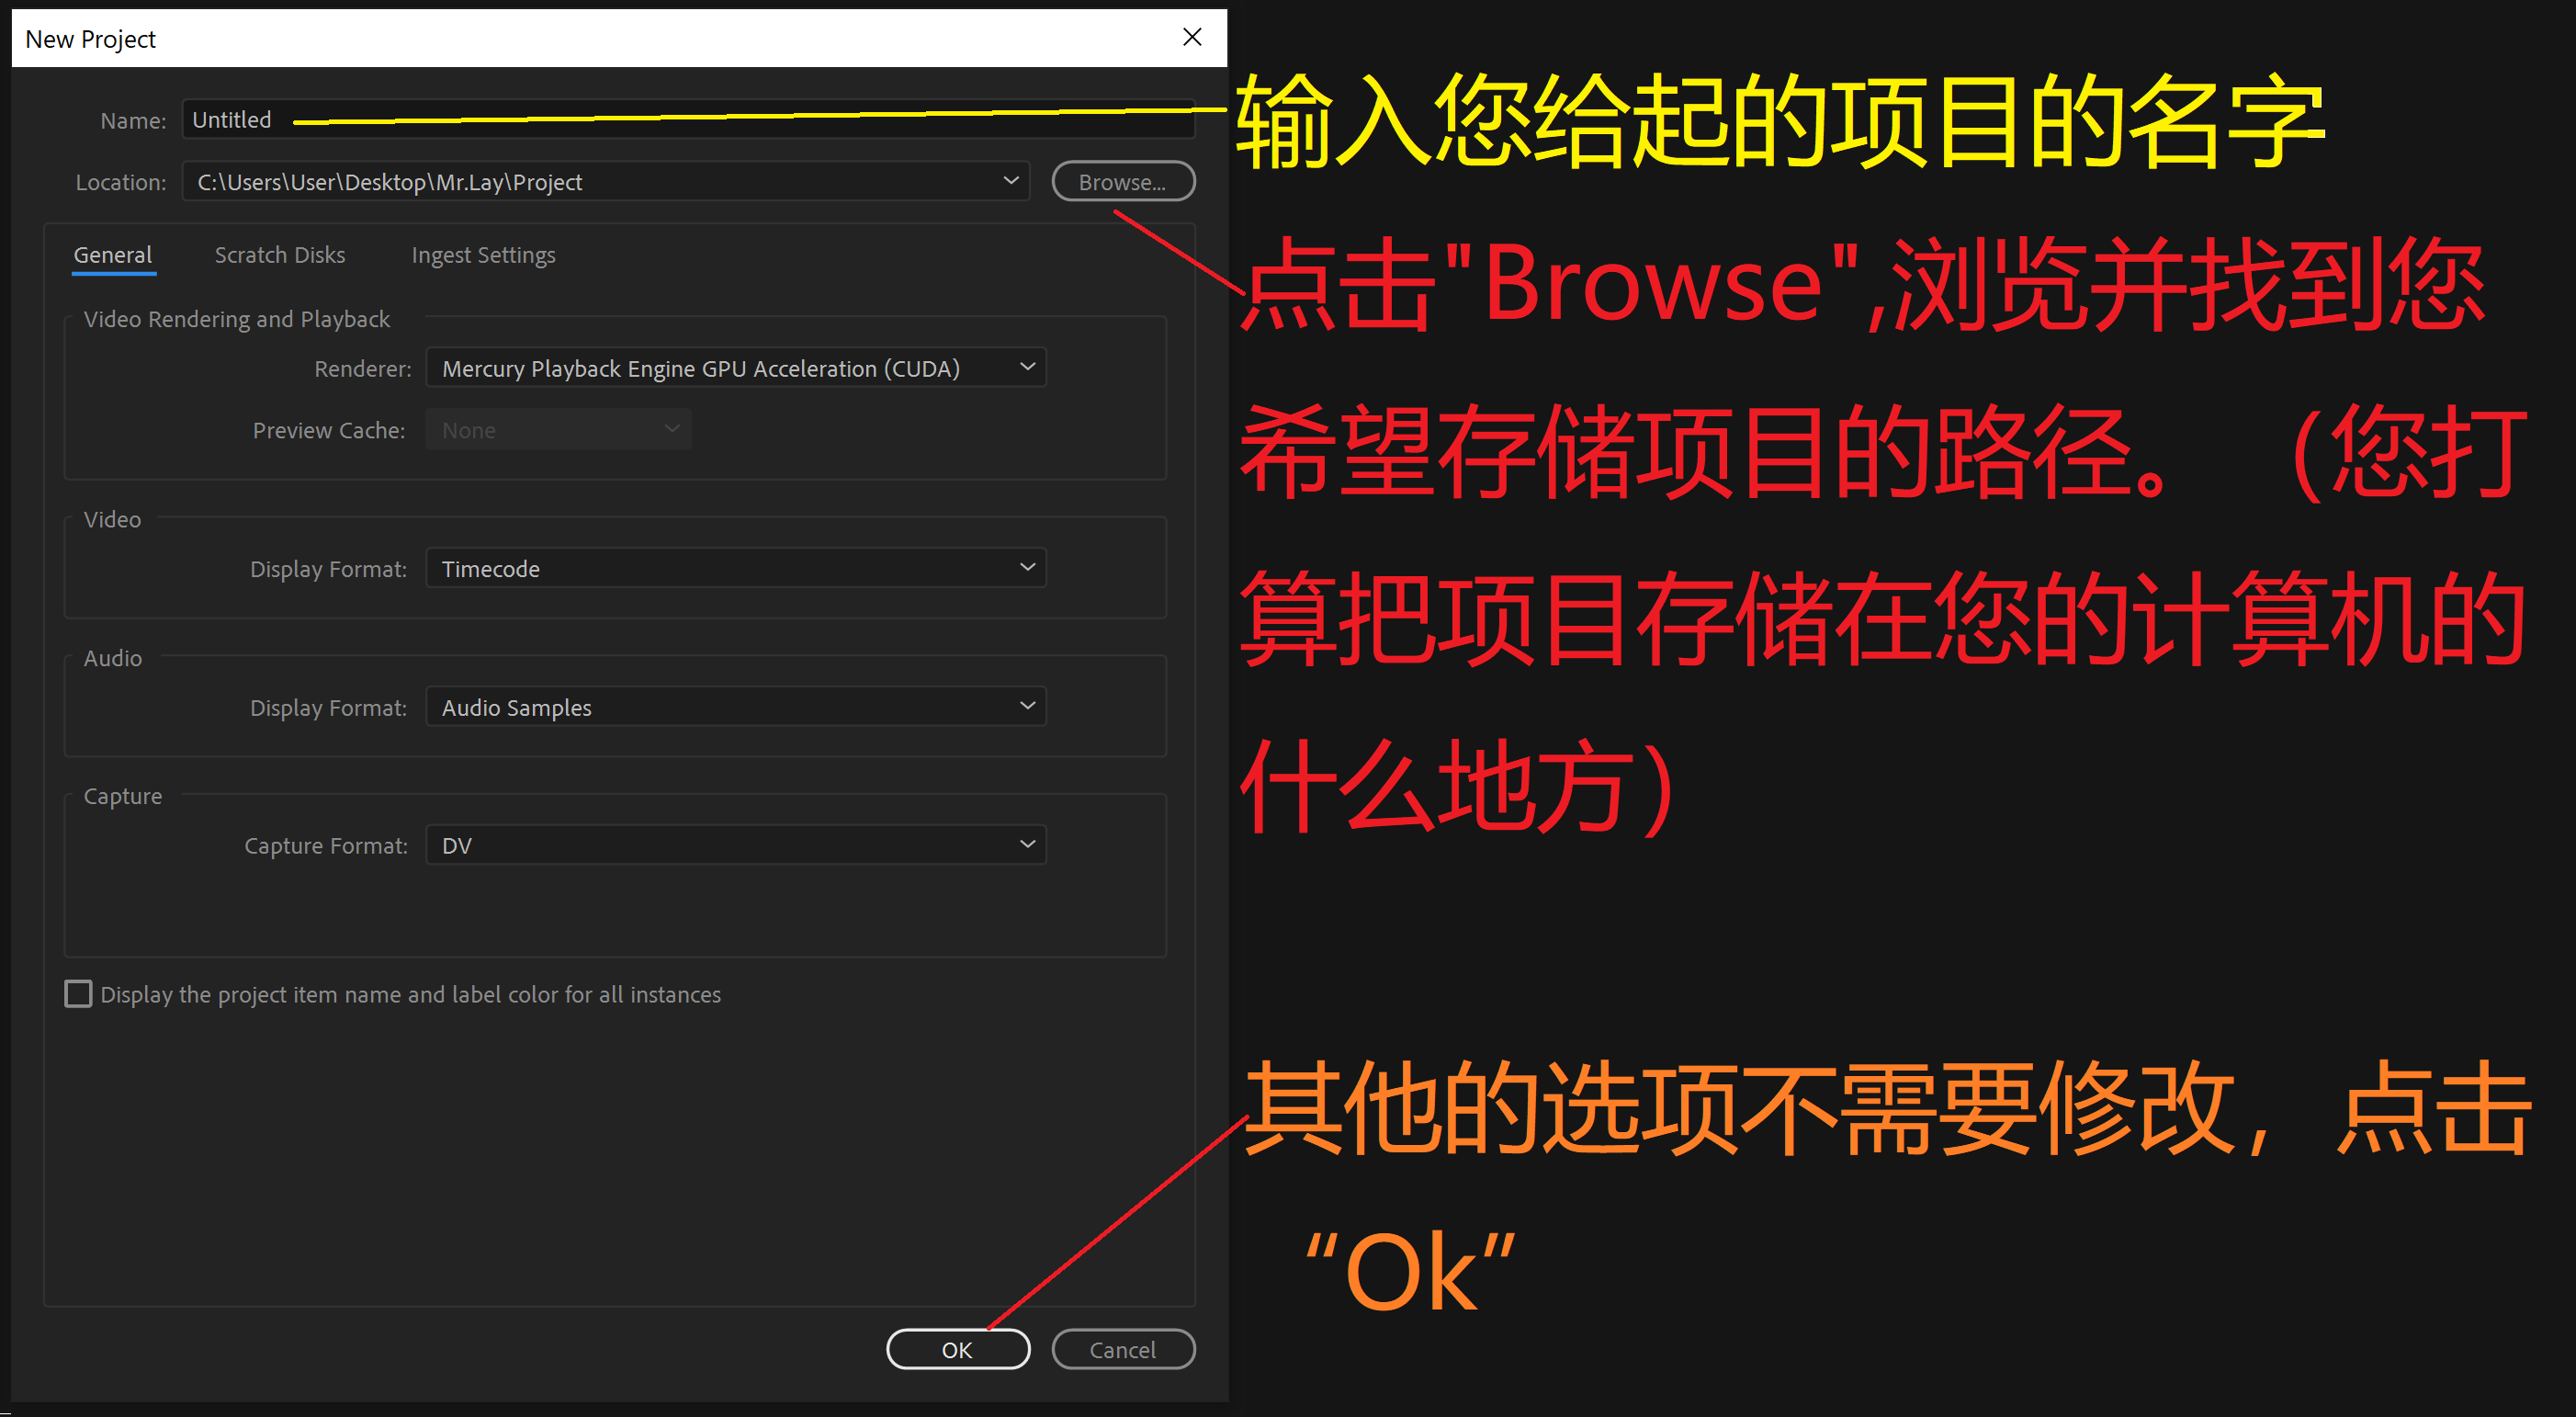 New Project
Name: Untitled
输入您给起的项目的名字
Location: C:\Users\User\Desktop\Mr.Lay\Project Browse...
点击"Browse",浏览并找到您
希望存储项目的路径。（您打
算把项目存储在您的计算机的
什么地方）
General Scratch Disks Ingest Settings
Video Rendering and Playback
Renderer: Mercury Playback Engine GPU Acceleration (CUDA)
Preview Cache: None
Video
Display Format: Timecode
Audio
Display Format: Audio Samples
Capture
Capture Format: DV
Display the project item name and label color for all instances
其他的选项不需要修改，点击
“Ok”
OK Cancel